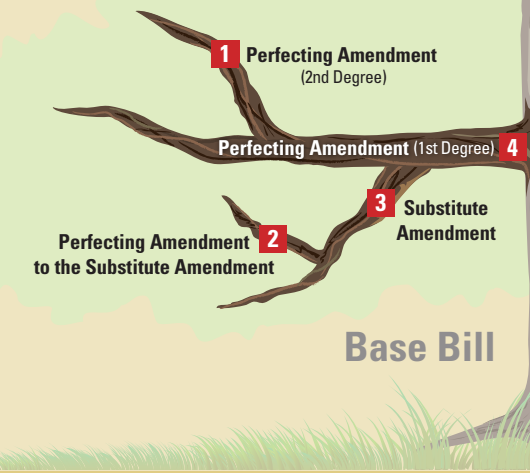 1 Perfecting Amendment
(2nd Degree)
Perfecting Amendment (1st Degree) 4
3 Substitute
Amendment
Perfecting Amendment 2
to the Substitute Amendment
Base Bill